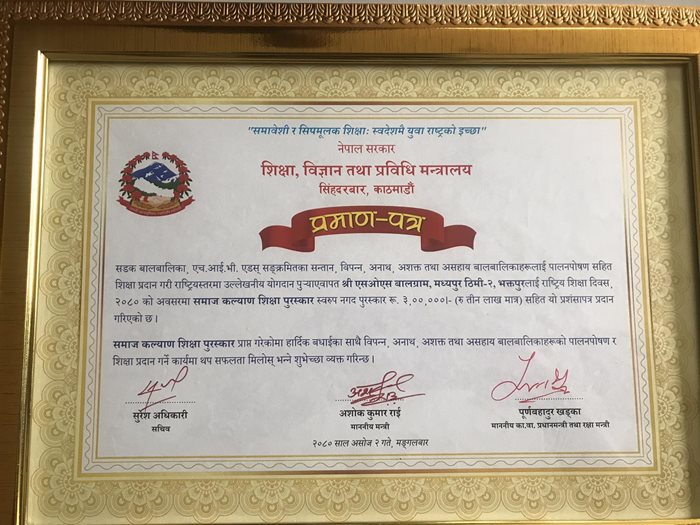 "समावेशी र सिपमूलक शिक्षाः स्वदेशमै युवा राष्ट्रको इच्छा"
नेपाल सरकार
शिक्षा, विज्ञान तथा प्रविधि मन्त्रालय
सिंहदरबार, काठमाडौँ
प्रमाण-पत्र
सडक बालबालिका, एच.आई.भी. एडस् सङ्क्रमितका सन्तान, विपन्न, अनाथ, अशक्त तथा असहाय बालबालिकाहरूलाई पालनपोषण सहित
शिक्षा प्रदान गरी राष्ट्रियस्तरमा उल्लेखनीय योगदान पुऱ्याएवापत श्री एसओएस बालग्राम, मध्यपुर ठिमी-२, भक्तपुरलाई राष्ट्रिय शिक्षा दिवस,
२०८० को अवसरमा समाज कल्याण शिक्षा पुरस्कार स्वरुप नगद पुरस्कार रू. ३,००,०००।- (रु तीन लाख मात्र) सहित यो प्रशंसापत्र प्रदान
गरिएको छ।
समाज कल्याण शिक्षा पुरस्कार प्राप्त गरेकोमा हार्दिक बधाईका साथै विपन्न, अनाथ, अशक्त तथा असहाय बालबालिकाहरूको पालनपोषण र
शिक्षा प्रदान गर्ने कार्यमा थप सफलता मिलोस् भन्ने शुभेच्छा व्यक्त गरिन्छ।
सुरेश अधिकारी
सचिव
अशोक कुमार राई
माननीय मन्त्री
पूर्णबहादुर खड्का
माननीय का.वा. प्रधानमन्त्री तथा रक्षा मन्त्री
२०८० साल असोज २ गते, मङ्गलबार